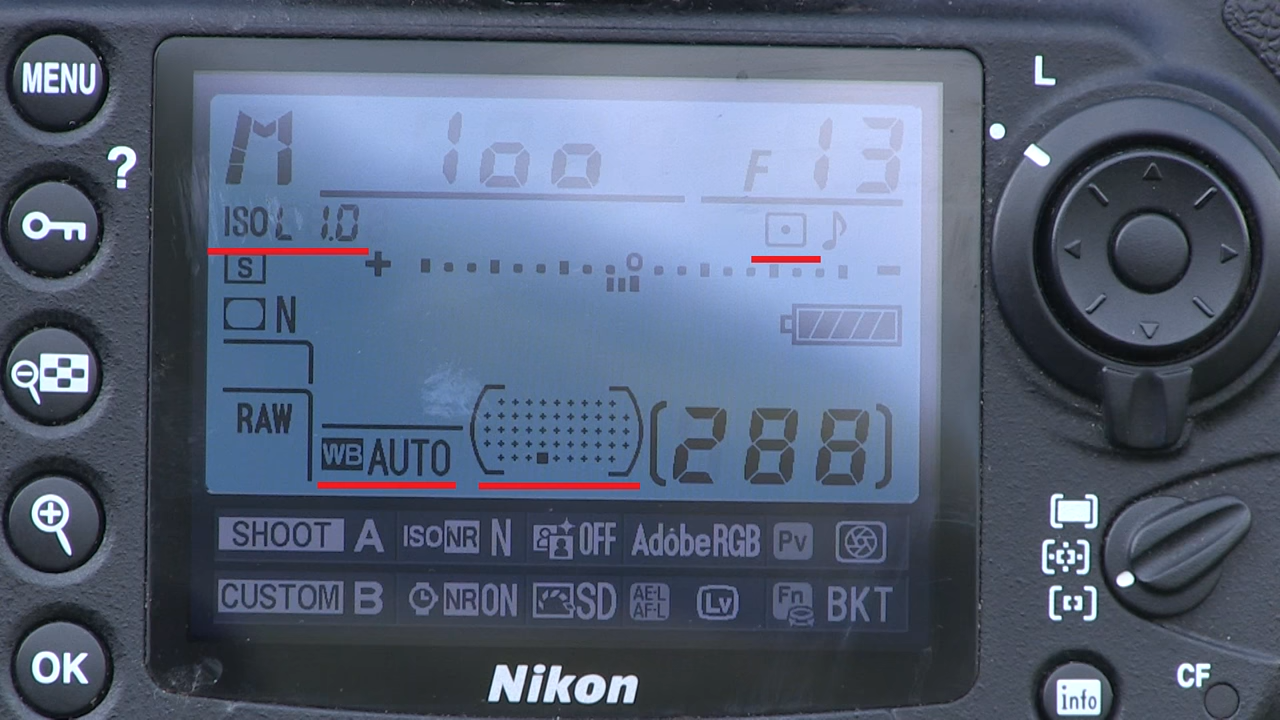 MENU
L
?
M 100 F13
ISO L 1.0
S
N
RAW
WB AUTO
[288]
SHOOT A ISO NR N OFF AdobeRGB Pv
CUSTOM B NR ON SD AE-L AF-L Lv Fn BKT
OK
Nikon
CF
info